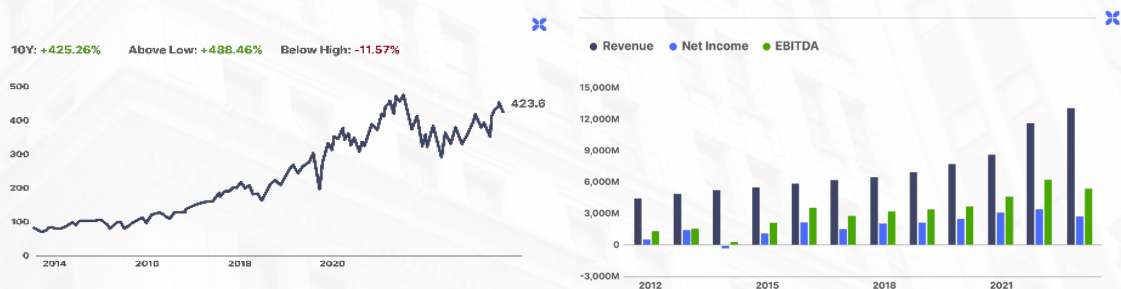 10Y: +425.26% Above Low: +488.46% Below High: -11.57%
500
400
300
200
100
0
423.6
2014 2016 2018 2020
Revenue Net Income EBITDA
15,000M
12,000M
9,000M
6,000M
3,000M
0
-3,000M
2012 2015 2018 2021